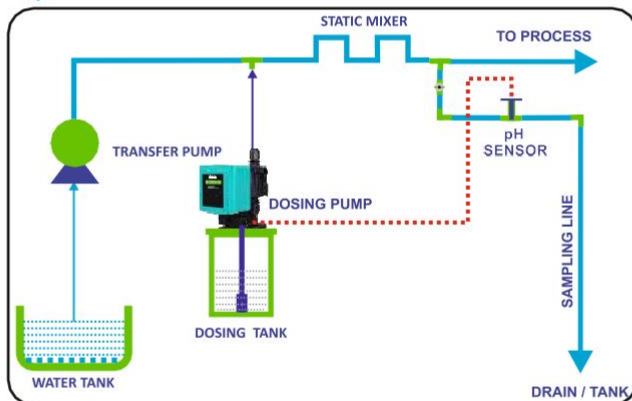 STATIC MIXER
TO PROCESS
TRANSFER PUMP
pH
SENSOR
DOSING PUMP
SAMPLING LINE
DOSING TANK
WATER TANK
DRAIN / TANK